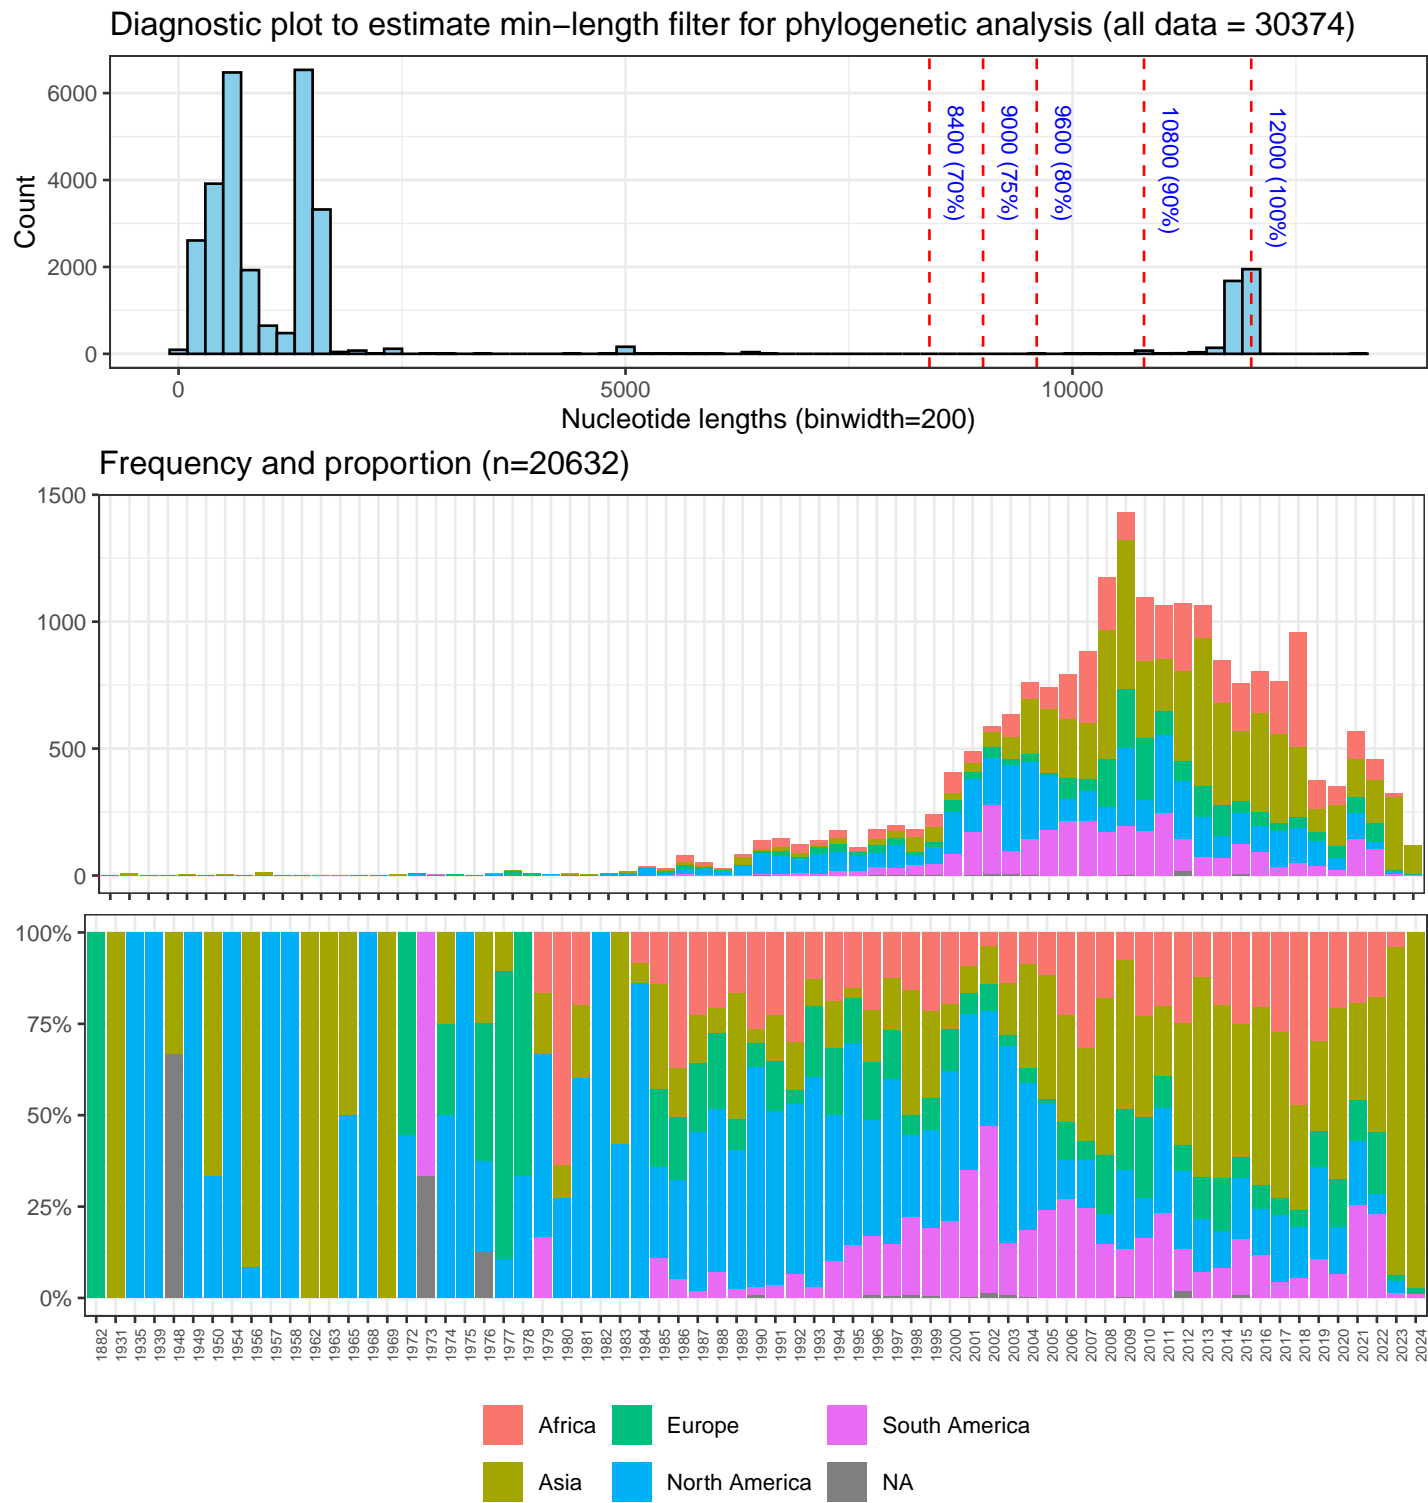 Diagnostic plot to estimate min−length filter for phylogenetic analysis (all data = 30374)
6000
4000
2000
0
Count
8400 (70%)
9000 (75%)
9600 (80%)
10800 (90%)
12000 (100%)
0 5000 10000
Nucleotide lengths (binwidth=200)
Frequency and proportion (n=20632)
1500
1000
500
0
100%
75%
50%
25%
0%
1882 1931 1935 1939 1948 1949 1950 1954 1956 1957 1958 1962 1963 1965 1968 1969 1972 1973 1974 1975 1976 1977 1978 1979 1980 1981 1982 1983 1984 1985 1986 1987 1988 1989 1990 1991 1992 1993 1994 1995 1996 1997 1998 1999 2000 2001 2002 2003 2004 2005 2006 2007 2008 2009 2010 2011 2012 2013 2014 2015 2016 2017 2018 2019 2020 2021 2022 2023 2024
Africa Europe South America
Asia North America NA